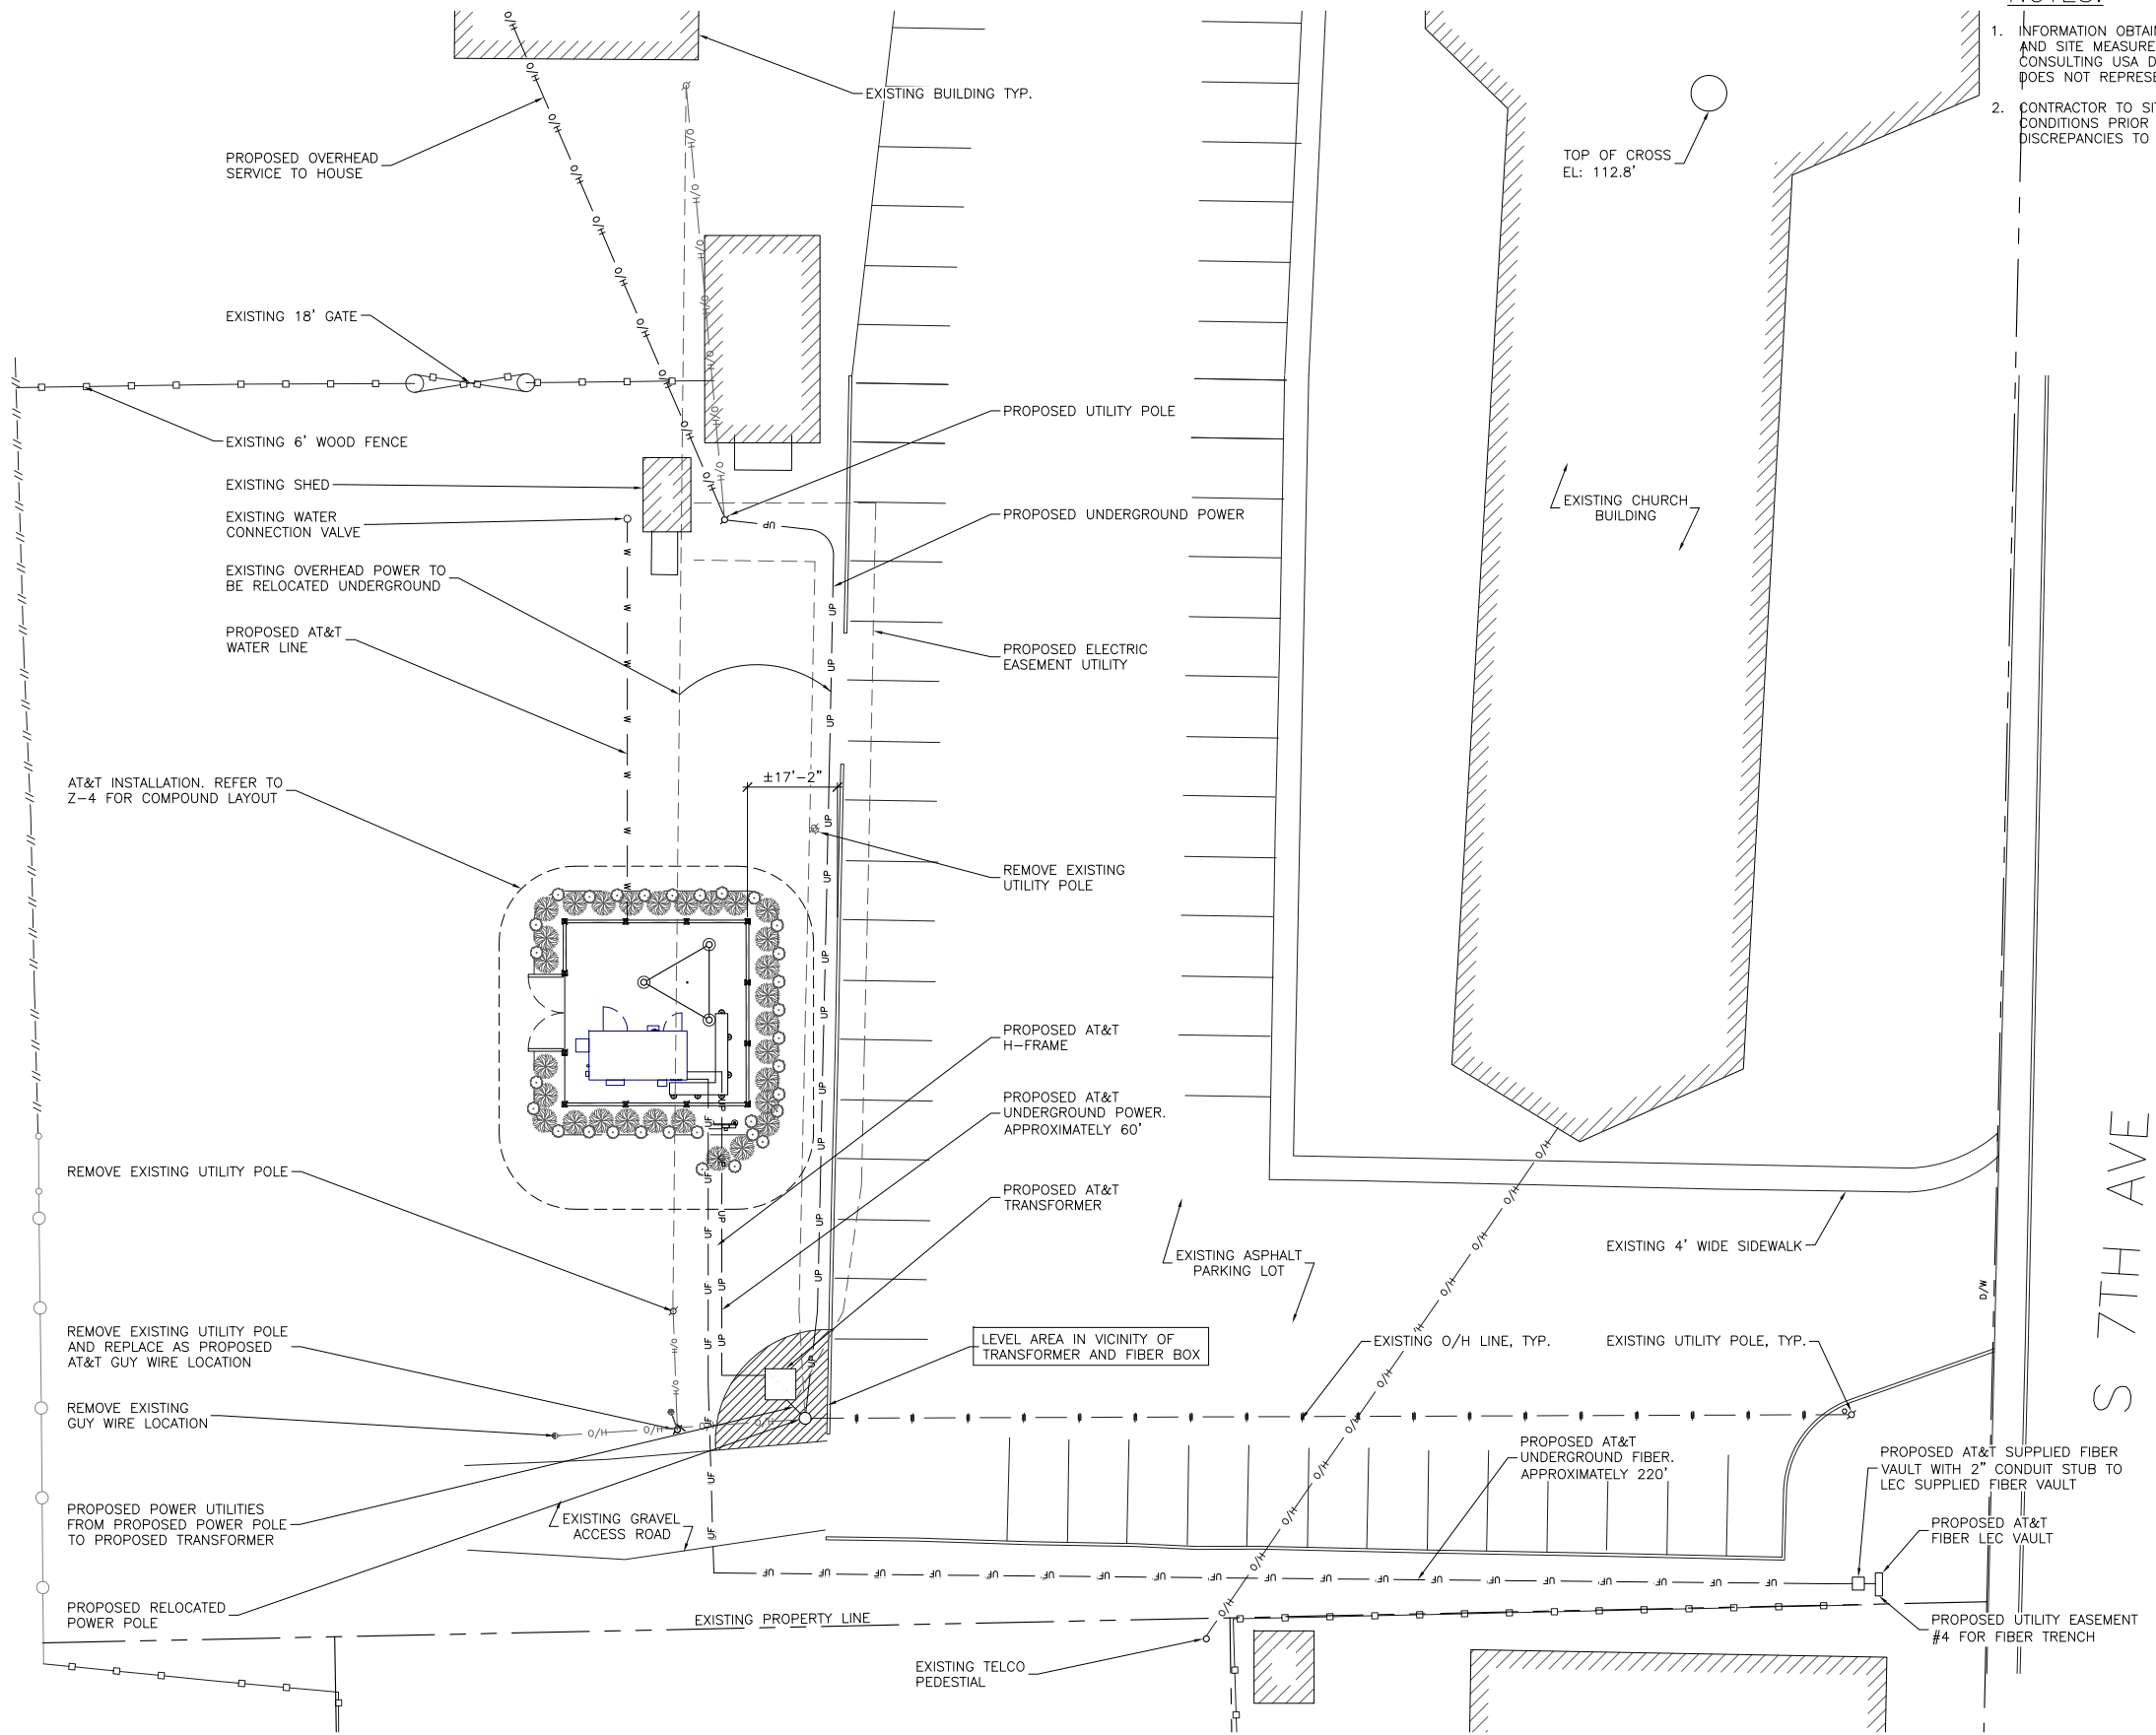 NOTES:
1. INFORMATION OBTAI
AND SITE MEASURE
CONSULTING USA D
DOES NOT REPRESE
2. CONTRACTOR TO SI
CONDITIONS PRIOR
DISCREPANCIES TO
EXISTING BUILDING TYP.
PROPOSED OVERHEAD
SERVICE TO HOUSE
TOP OF CROSS
EL: 112.8'
EXISTING 18' GATE
EXISTING 6' WOOD FENCE
PROPOSED UTILITY POLE
EXISTING SHED
EXISTING WATER
CONNECTION VALVE
PROPOSED UNDERGROUND POWER
EXISTING CHURCH
BUILDING
EXISTING OVERHEAD POWER TO
BE RELOCATED UNDERGROUND
PROPOSED AT&T
WATER LINE
PROPOSED ELECTRIC
EASEMENT UTILITY
±17'-2"
AT&T INSTALLATION. REFER TO
Z-4 FOR COMPOUND LAYOUT
REMOVE EXISTING
UTILITY POLE
PROPOSED AT&T
H-FRAME
PROPOSED AT&T
UNDERGROUND POWER.
APPROXIMATELY 60'
REMOVE EXISTING UTILITY POLE
PROPOSED AT&T
TRANSFORMER
EXISTING ASPHALT
PARKING LOT
EXISTING 4' WIDE SIDEWALK
S 7TH AVE
D/W
REMOVE EXISTING UTILITY POLE
AND REPLACE AS PROPOSED
AT&T GUY WIRE LOCATION
LEVEL AREA IN VICINITY OF
TRANSFORMER AND FIBER BOX
EXISTING O/H LINE, TYP.
EXISTING UTILITY POLE, TYP.
REMOVE EXISTING
GUY WIRE LOCATION
PROPOSED AT&T
UNDERGROUND FIBER.
APPROXIMATELY 220'
PROPOSED AT&T SUPPLIED FIBER
VAULT WITH 2" CONDUIT STUB TO
LEC SUPPLIED FIBER VAULT
PROPOSED POWER UTILITIES
FROM PROPOSED POWER POLE
TO PROPOSED TRANSFORMER
EXISTING GRAVEL
ACCESS ROAD
PROPOSED AT&T
FIBER LEC VAULT
PROPOSED RELOCATED
POWER POLE
EXISTING PROPERTY LINE
PROPOSED UTILITY EASEMENT
#4 FOR FIBER TRENCH
EXISTING TELCO
PEDESTIAL
O/H
UP
UF
W